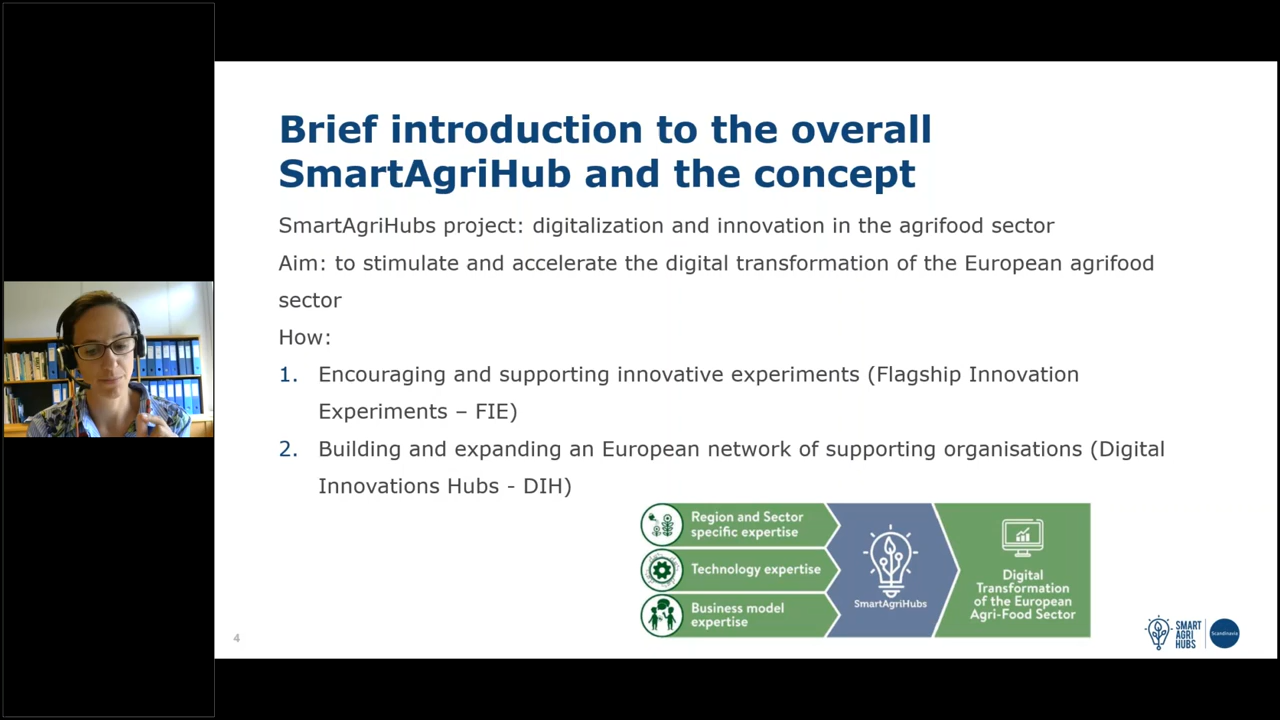 Brief introduction to the overall
SmartAgriHub and the concept
SmartAgriHubs project: digitalization and innovation in the agrifood sector
Aim: to stimulate and accelerate the digital transformation of the European agrifood
sector
How:
1. Encouraging and supporting innovative experiments (Flagship Innovation
Experiments – FIE)
2. Building and expanding an European network of supporting organisations (Digital
Innovations Hubs - DIH)
Region and Sector
specific expertise
Technology expertise
Business model
expertise
SmartAgriHubs
Digital
Transformation
of the European
Agri-Food Sector
4
SMART
AGRI
HUBS
Scandinavia